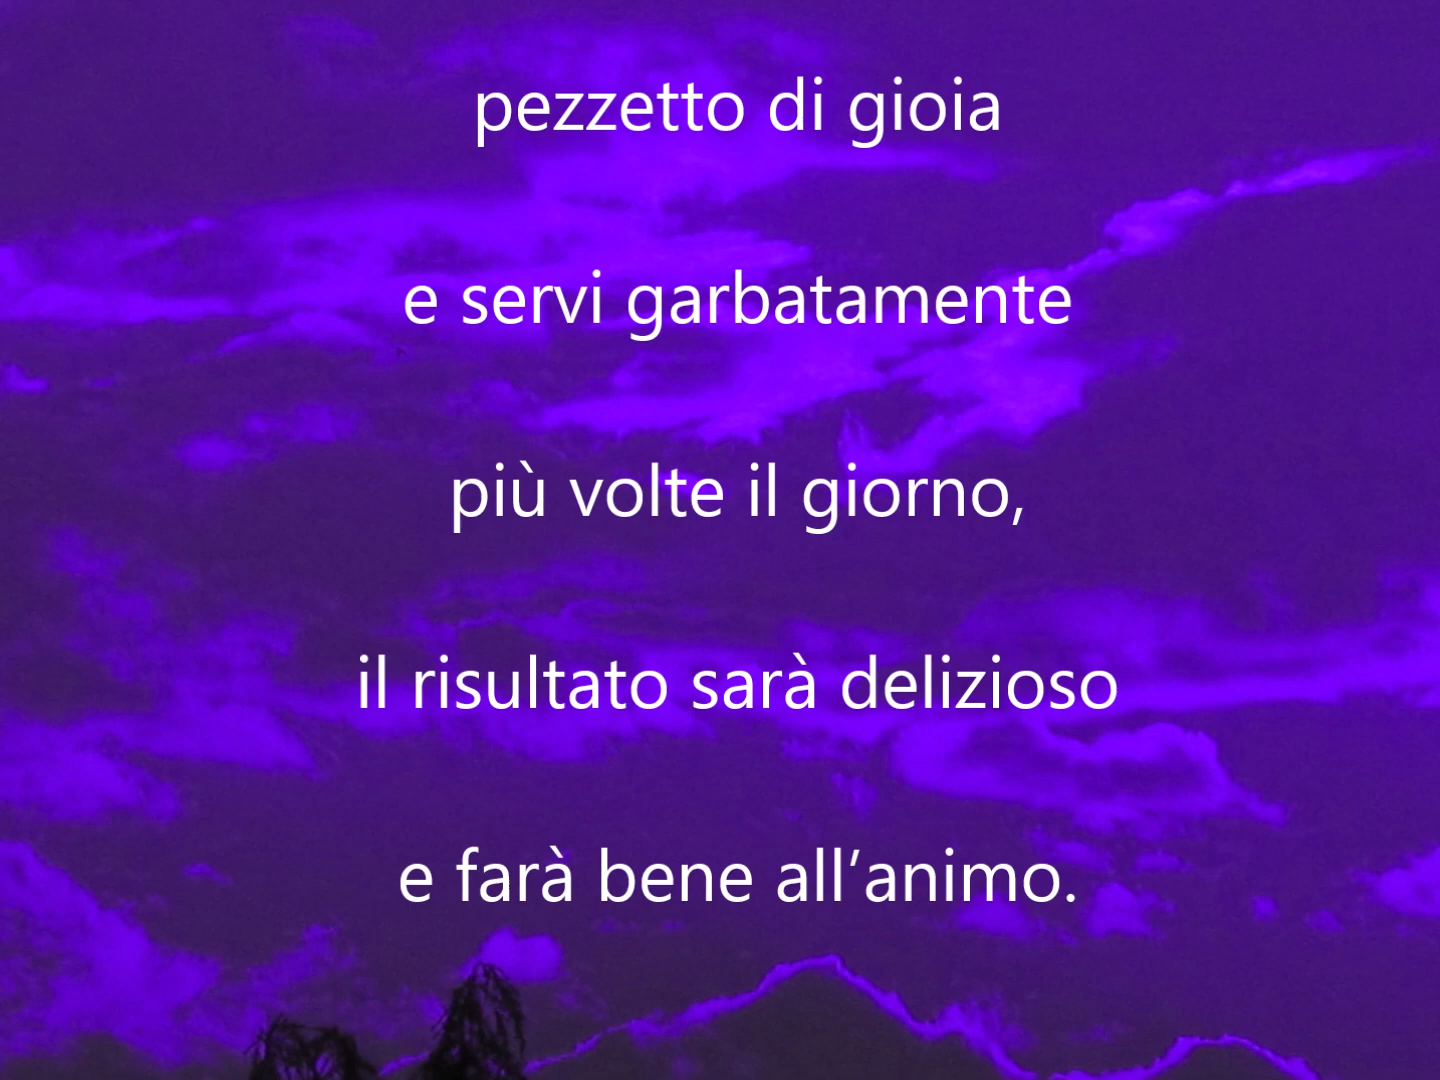 pezzetto di gioia
e servi garbatamente
più volte il giorno,
il risultato sarà delizioso
e farà bene all’animo.